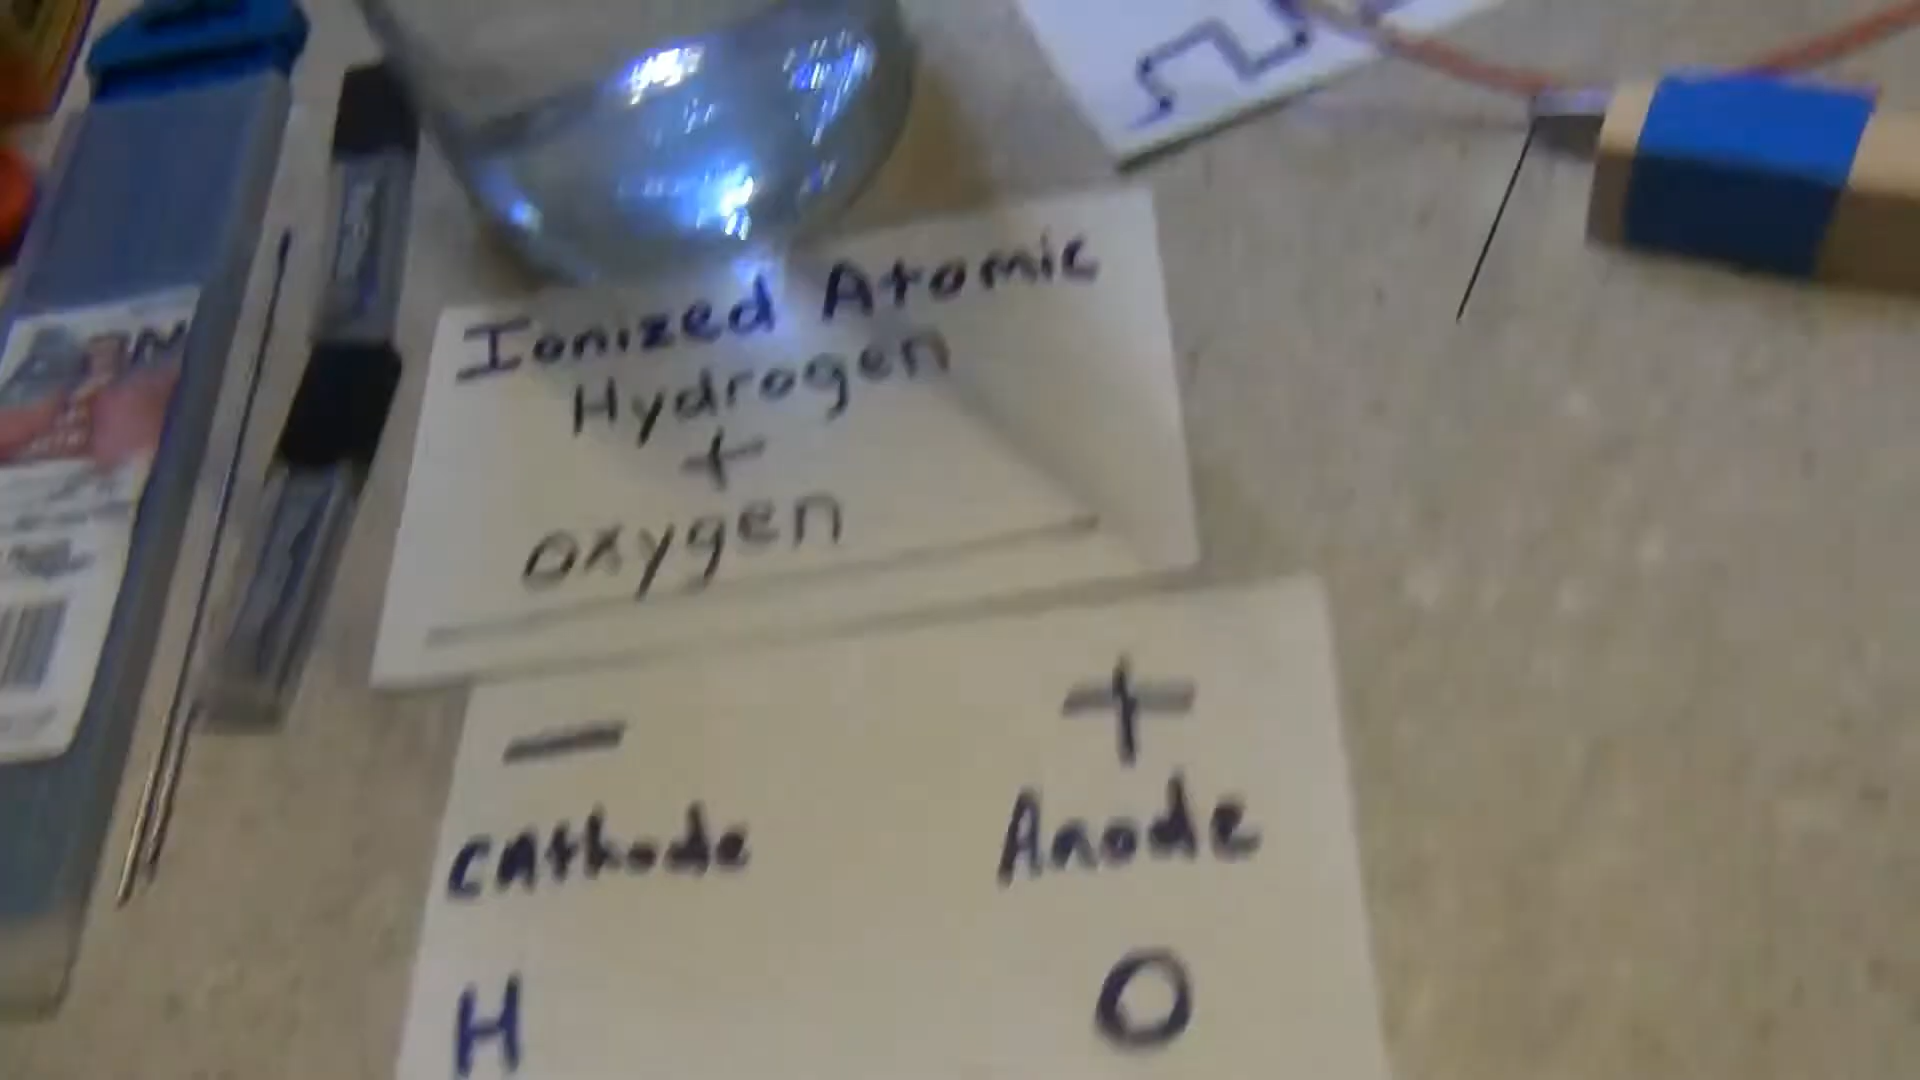 Ionized Atomic
Hydrogen
+
oxygen
— +
cathode Anode
H O